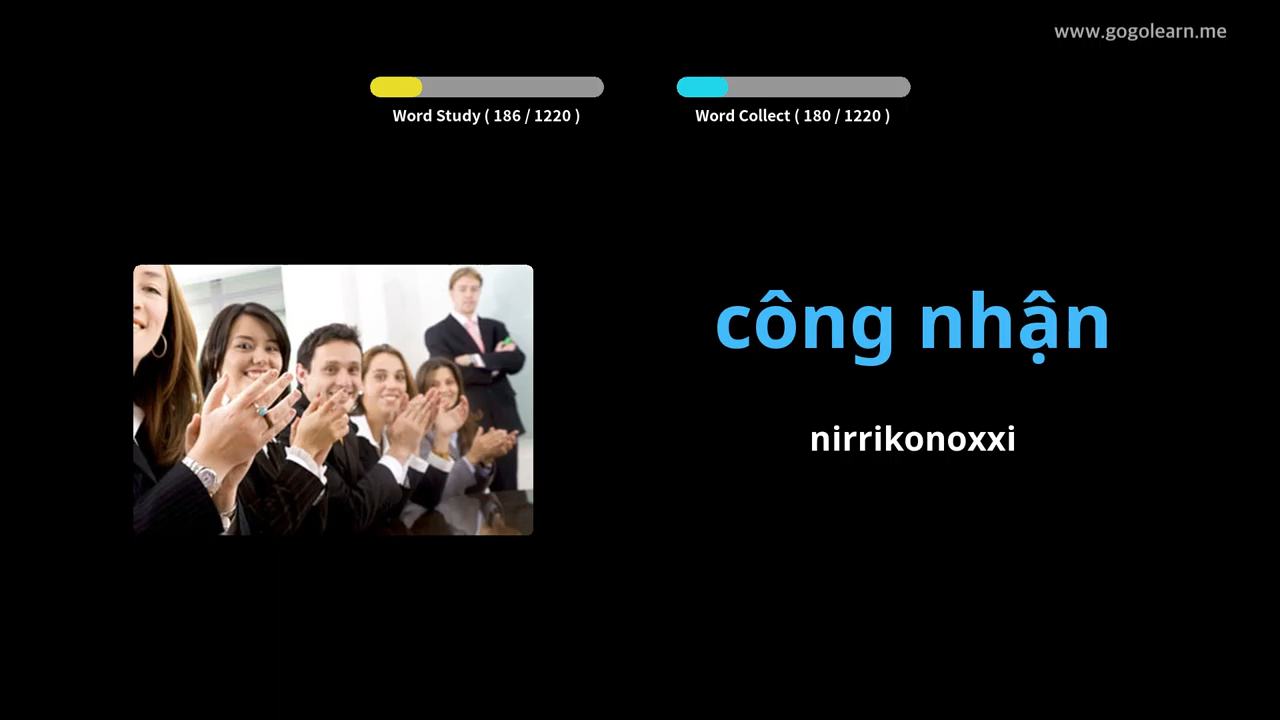 www.gogolearn.me
Word Study ( 186 / 1220 )
Word Collect ( 180 / 1220 )
công nhận
nirrikonoxxi